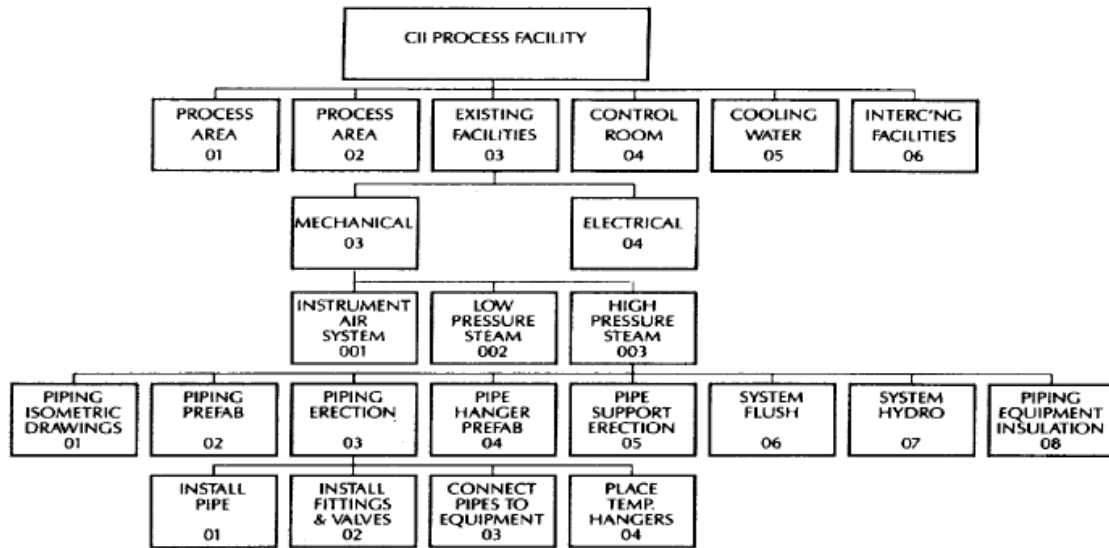 CII PROCESS FACILITY
PROCESS
AREA
01
PROCESS
AREA
02
EXISTING
FACILITIES
03
CONTROL
ROOM
04
COOLING
WATER
05
INTERC'NG
FACILITIES
06
MECHANICAL
03
ELECTRICAL
04
INSTRUMENT
AIR
SYSTEM
001
LOW
PRESSURE
STEAM
002
HIGH
PRESSURE
STEAM
003
PIPING
ISOMETRIC
DRAWINGS
01
PIPING
PREFAB
02
PIPING
ERECTION
03
PIPE
HANGER
PREFAB
04
PIPE
SUPPORT
ERECTION
05
SYSTEM
FLUSH
06
SYSTEM
HYDRO
07
PIPING
EQUIPMENT
INSULATION
08
INSTALL
PIPE
01
INSTALL
FITTINGS
& VALVES
02
CONNECT
PIPES TO
EQUIPMENT
03
PLACE
TEMP.
HANGERS
04